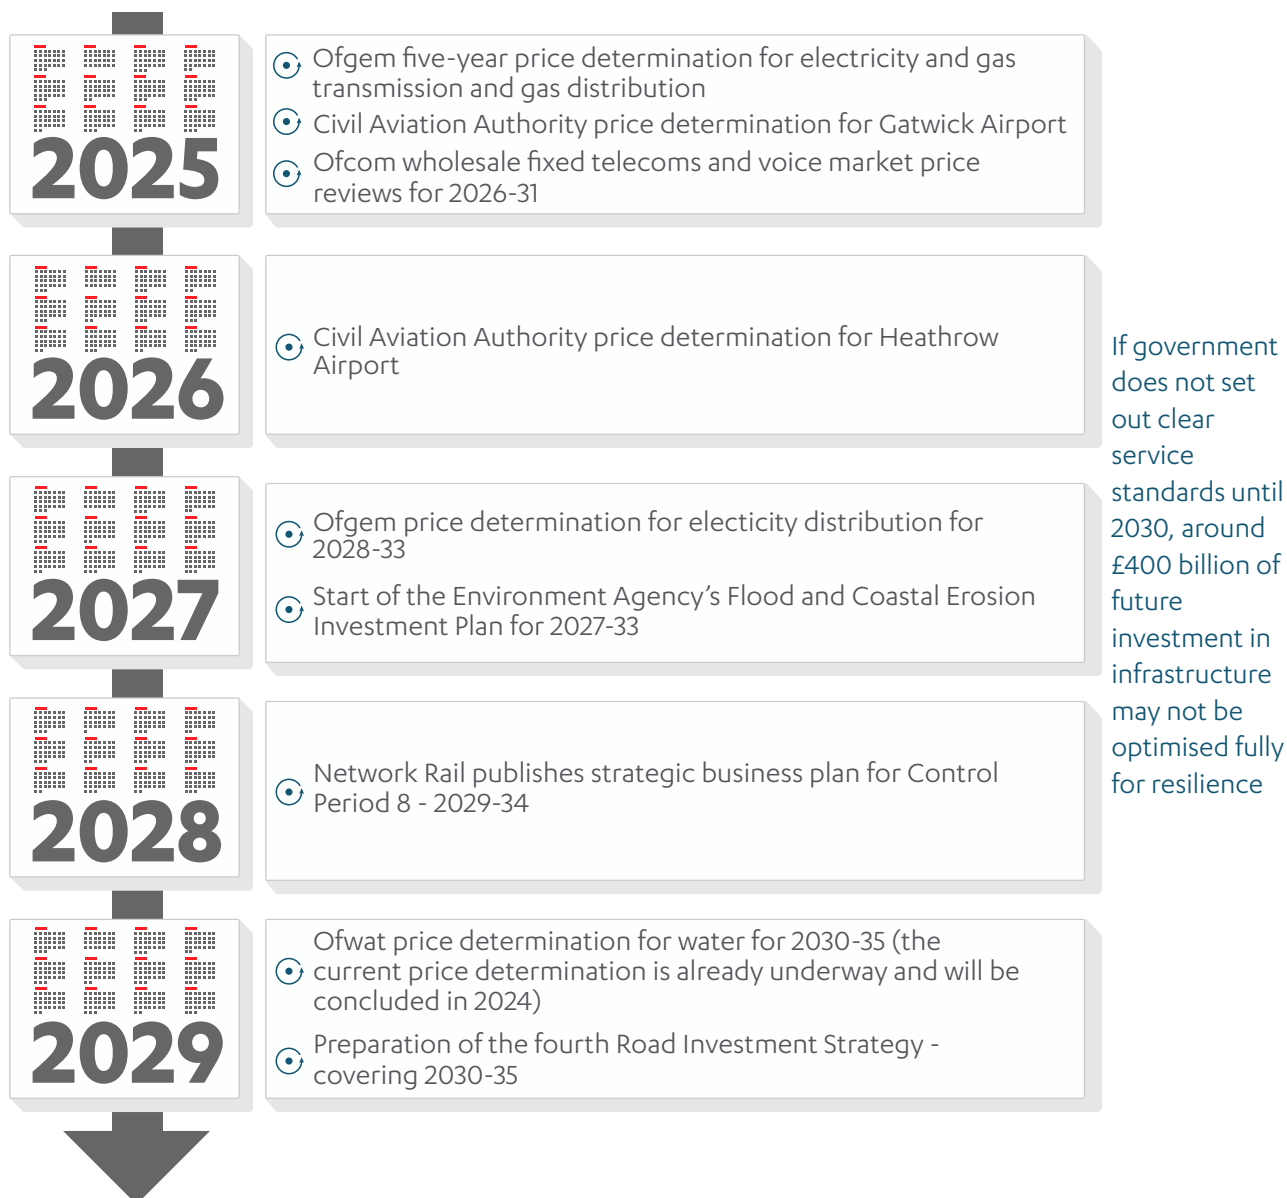 2025
Ofgem five-year price determination for electricity and gas
transmission and gas distribution
Civil Aviation Authority price determination for Gatwick Airport
Ofcom wholesale fixed telecoms and voice market price
reviews for 2026-31
2026
Civil Aviation Authority price determination for Heathrow
Airport
2027
Ofgem price determination for electicity distribution for
2028-33
Start of the Environment Agency’s Flood and Coastal Erosion
Investment Plan for 2027-33
2028
Network Rail publishes strategic business plan for Control
Period 8 - 2029-34
2029
Ofwat price determination for water for 2030-35 (the
current price determination is already underway and will be
concluded in 2024)
Preparation of the fourth Road Investment Strategy -
covering 2030-35
If government
does not set
out clear
service
standards until
2030, around
£400 billion of
future
investment in
infrastructure
may not be
optimised fully
for resilience